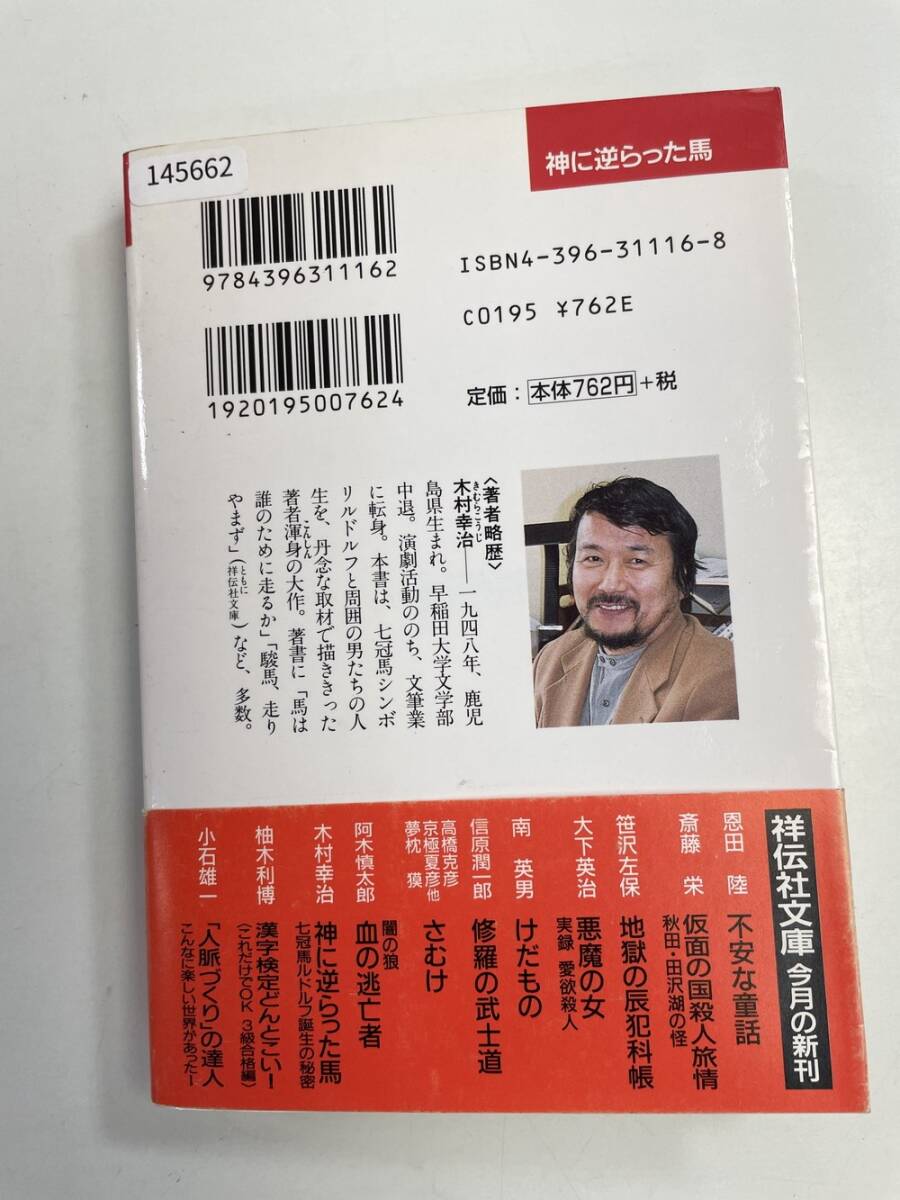 神に逆らった馬
145662
9784396311162
ISBN4-396-31116-8
C0195 ¥762E
1920195007624
定価：本体762円+税
〈著者略歴〉
きむらこうじ
木村幸治──一九四八年、鹿児
島県生まれ。早稲田大学文学部
中退。演劇活動ののち、文筆業
に転身。本書は、七冠馬シンボ
リルドルフと周囲の男たちの人
生を、丹念な取材で描ききった
こんしん
著者渾身の大作。著書に「馬は
誰のために走るか」「駿馬、走り
やまず」（ともに祥伝社文庫）など、多数。
祥伝社文庫 今月の新刊
恩田 陸 不安な童話
斎藤 栄 仮面の国殺人旅情
秋田・田沢湖の怪
笹沢左保 地獄の辰犯科帳
大下英治 悪魔の女
実録 愛欲殺人
南 英男 けだもの
信原潤一郎 修羅の武士道
高橋克彦
京極夏彦他
夢枕 獏
さむけ
闇の狼
阿木慎太郎 血の逃亡者
木村幸治 神に逆らった馬
七冠馬ルドルフ誕生の秘密
柚木利博 漢字検定どんとこい！
〈これだけでOK 3級合格編〉
小石雄一 「人脈づくり」の達人
こんなに楽しい世界があった！